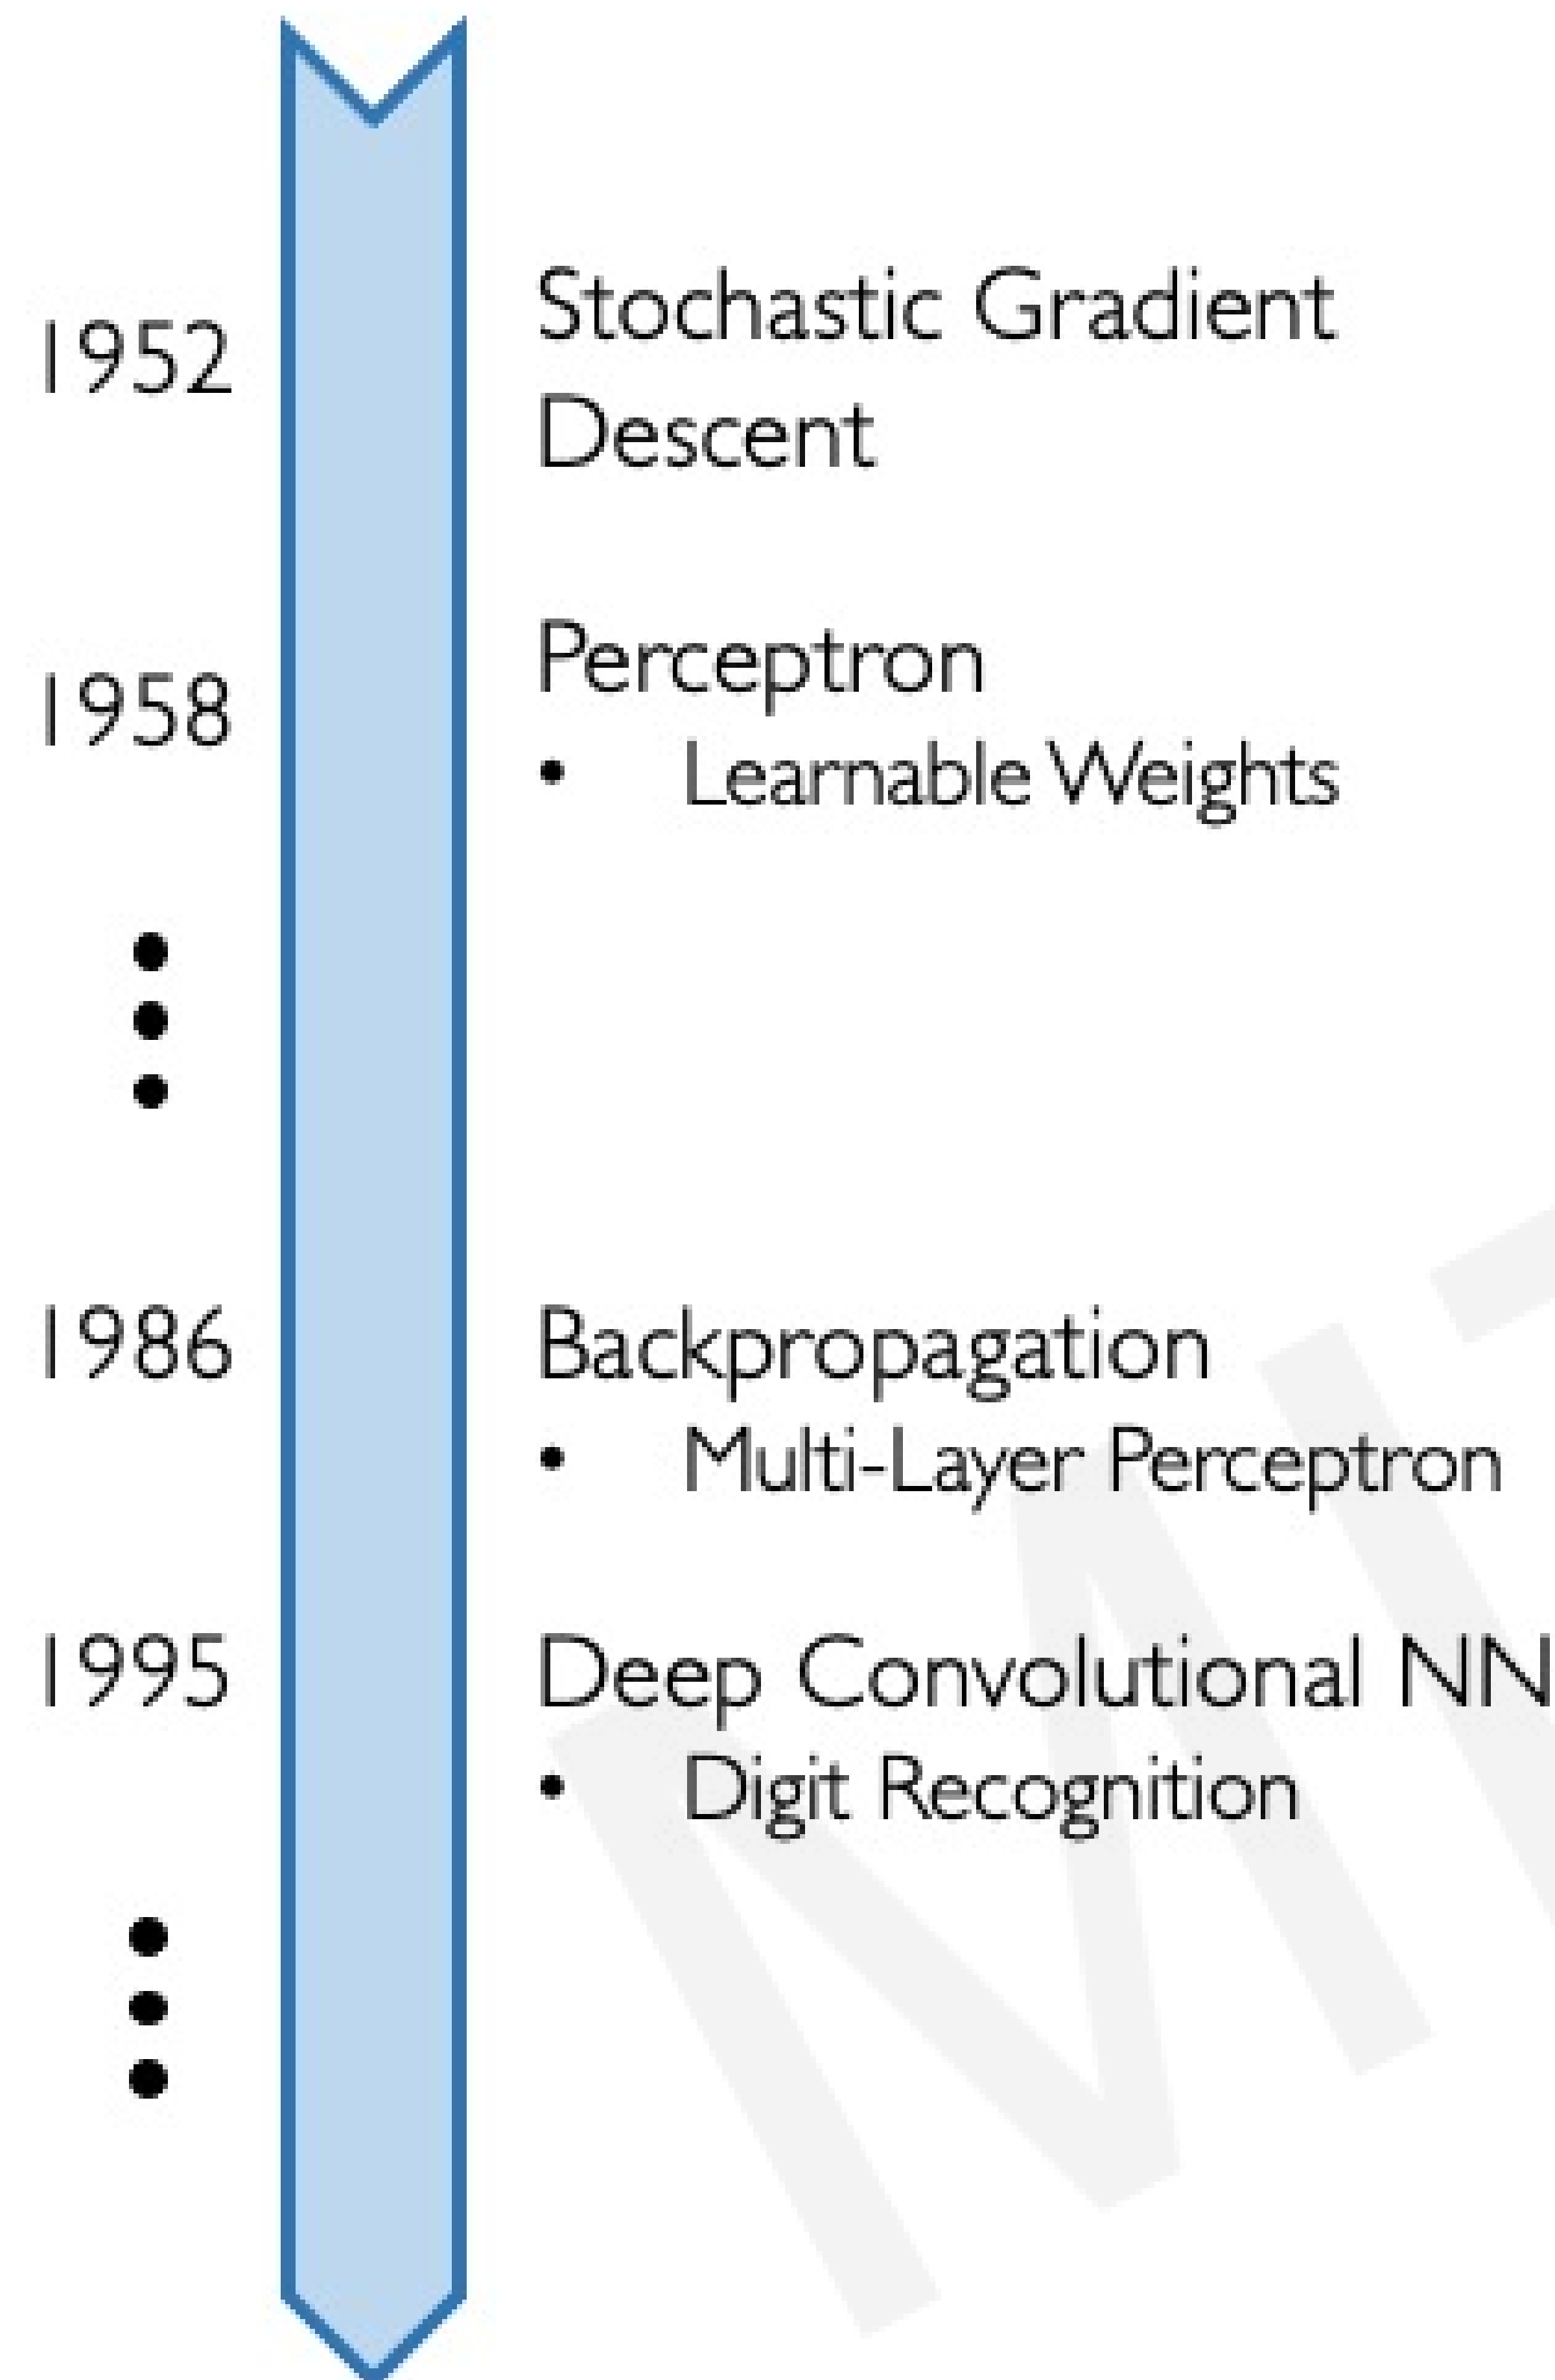 1952
Stochastic Gradient
Descent
1958
Perceptron
• Learnable Weights
1986
Backpropagation
• Multi-Layer Perceptron
1995
Deep Convolutional NN
• Digit Recognition